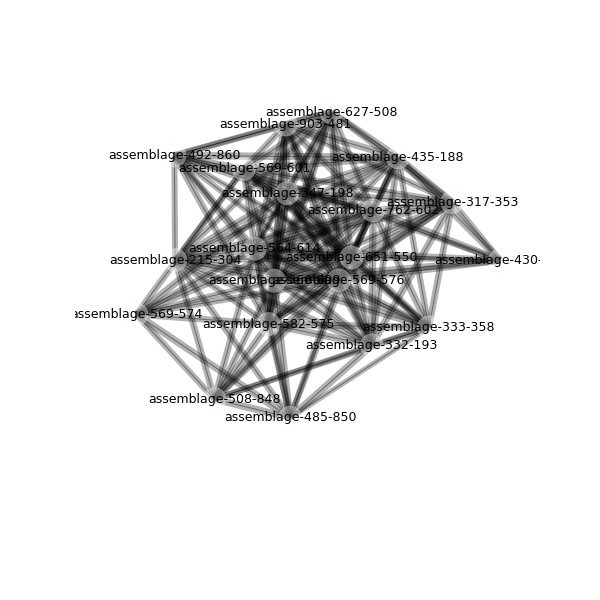 assemblage-627-508
assemblage-903-481
assemblage-492-860
assemblage-435-188
assemblage-569-601
assemblage-347-198
assemblage-317-353
assemblage-762-602
assemblage-564-614
assemblage-651-550
assemblage-215-304
assemblage-430-
assemblage-569-576
assemblage-569-574
assemblage-582-575
assemblage-333-358
assemblage-332-193
assemblage-508-848
assemblage-485-850